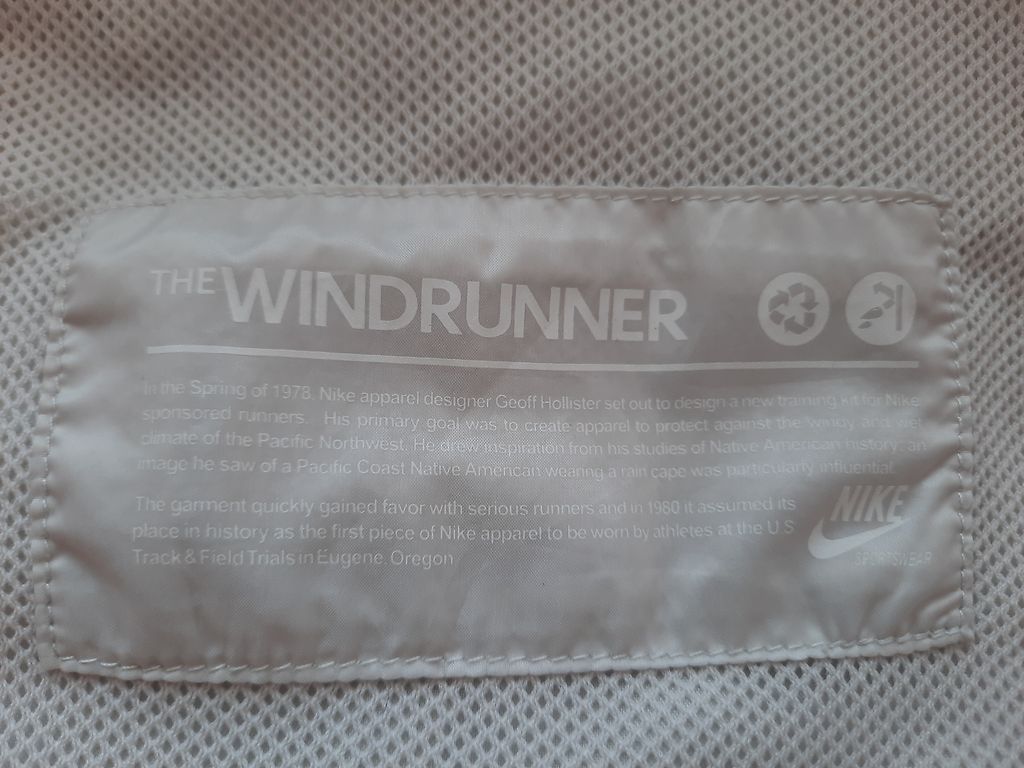 THE WINDRUNNER
In the Spring of 1978, Nike apparel designer Geoff Hollister set out to design a new training kit for Nike
sponsored runners. His primary goal was to create apparel to protect against the windy and wet
climate of the Pacific Northwest. He drew inspiration from his studies of Native American history; an
image he saw of a Pacific Coast Native American wearing a rain cape was particularly influential.
The garment quickly gained favor with serious runners and in 1980 it assumed its
place in history as the first piece of Nike apparel to be worn by athletes at the U.S
Track & Field Trials in Eugene, Oregon
NIKE
SPORTSWEAR